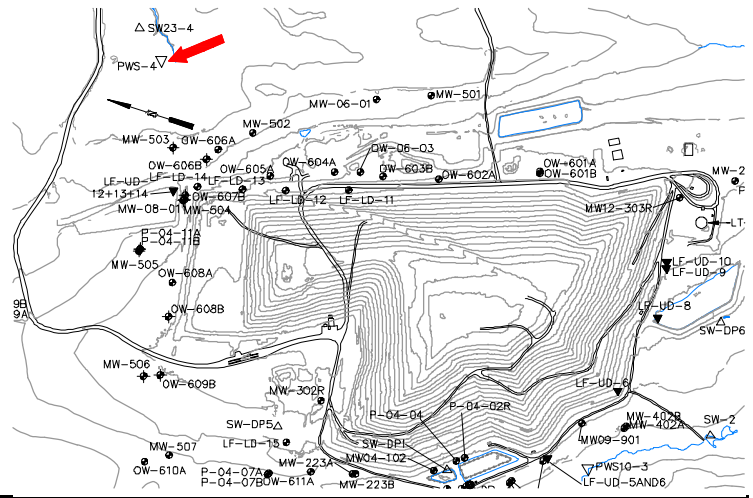 SW23-4
PWS-4
MW-501
MW-06-01
MW-502
MW-503
OW-606A
OW-606B
OW-605A
OW-604A
OW-06-03
OW-603B
OW-602A
OW-601A
OW-601B
MW-2
LF-UD-
12+13+14
LF-LD-14
LF-LD-13
OW-607B
LF-LD-12
LF-LD-11
MW-08-01
MW-504
MW12-303R
LT-
P-04-11A
P-04-11B
MW-505
OW-608A
LF-UD-10
LF-UD-9
9B
9A
OW-608B
LF-UD-8
SW-DP6
MW-506
OW-609B
MW-302R
LF-UD-6
P-04-04
P-04-02R
SW-DP5
MW-402B
MW-402A
SW-2
LF-LD-15
SW-DP1
MW09-901
MW-507
MW-223A
MW04-102
PWS10-3
OW-610A
P-04-07A
P-04-07B
OW-611A
MW-223B
LF-UD-5AND6